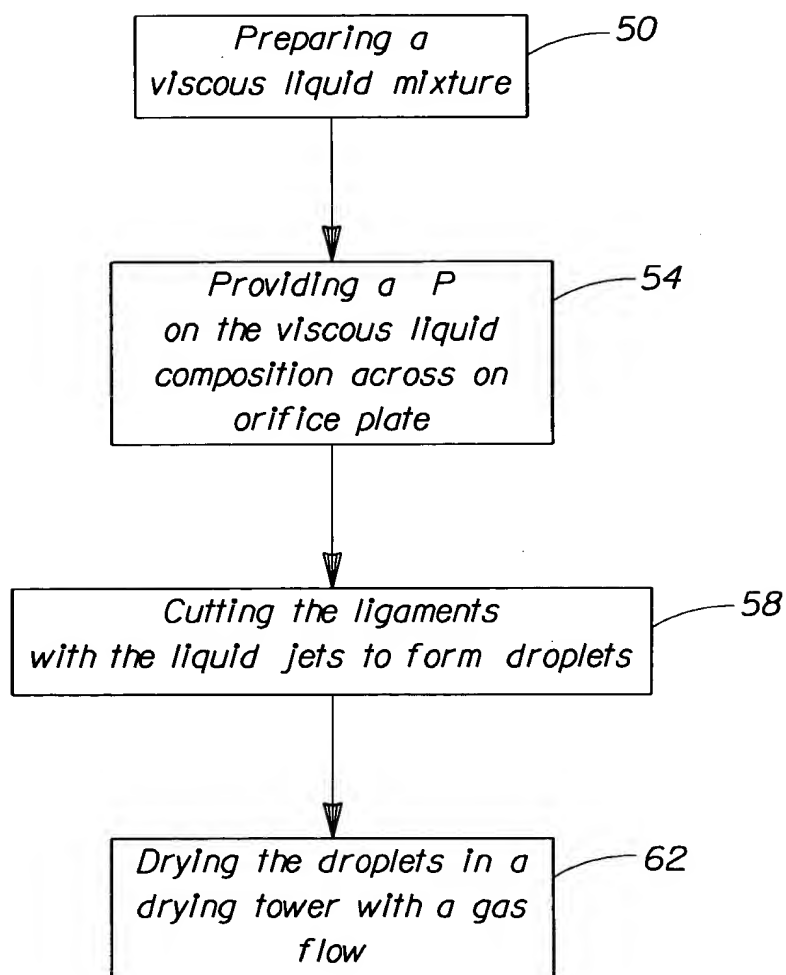 Preparing a
viscous liquid mixture
50
Providing a P
on the viscous liquid
composition across on
orifice plate
54
Cutting the ligaments
with the liquid jets to form droplets
58
Drying the droplets in a
drying tower with a gas
flow
62